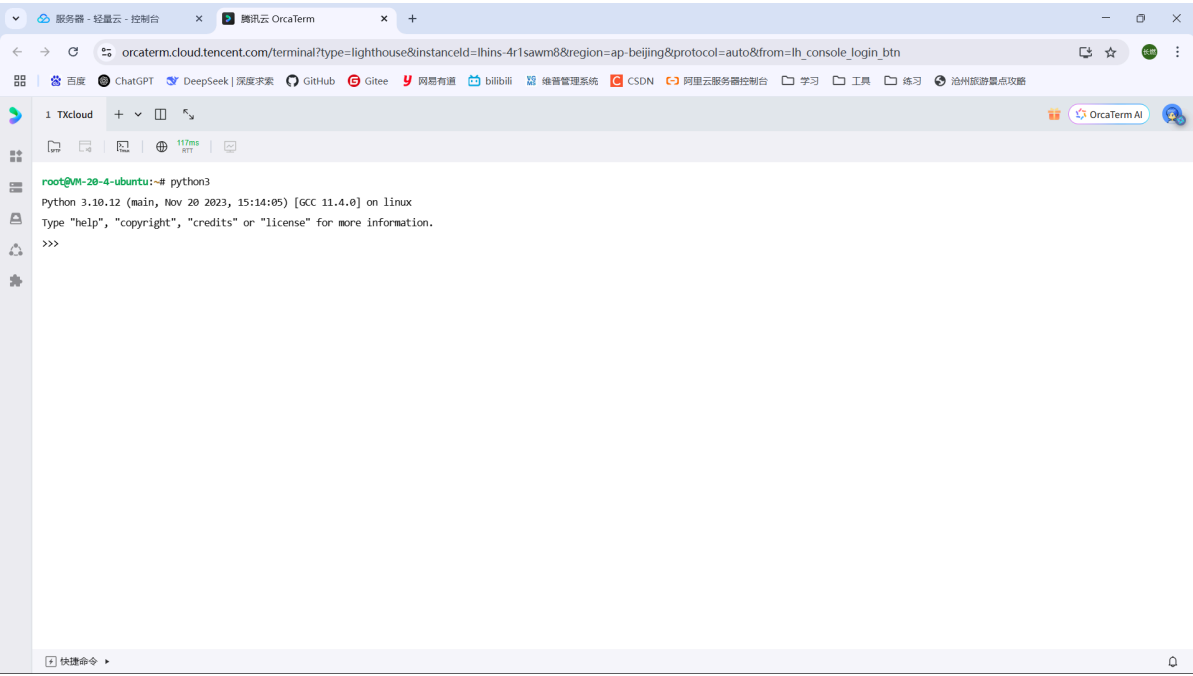 服务器 - 轻量云 - 控制台
腾讯云 OrcaTerm
orcaterm.cloud.tencent.com/terminal?type=lighthouse&instanceId=lhins-4r1sawm8&region=ap-beijing&protocol=auto&from=lh_console_login_btn
长燃
百度 ChatGPT DeepSeek | 深度求索 GitHub Gitee 网易有道 bilibili 维普管理系统 CSDN 阿里云服务器控制台 学习 工具 练习 沧州旅游景点攻略
1 TXcloud OrcaTerm AI
SFTP 117ms
RTT
root@VM-20-4-ubuntu:~# python3
Python 3.10.12 (main, Nov 20 2023, 15:14:05) [GCC 11.4.0] on linux
Type "help", "copyright", "credits" or "license" for more information.
>>>
快捷命令